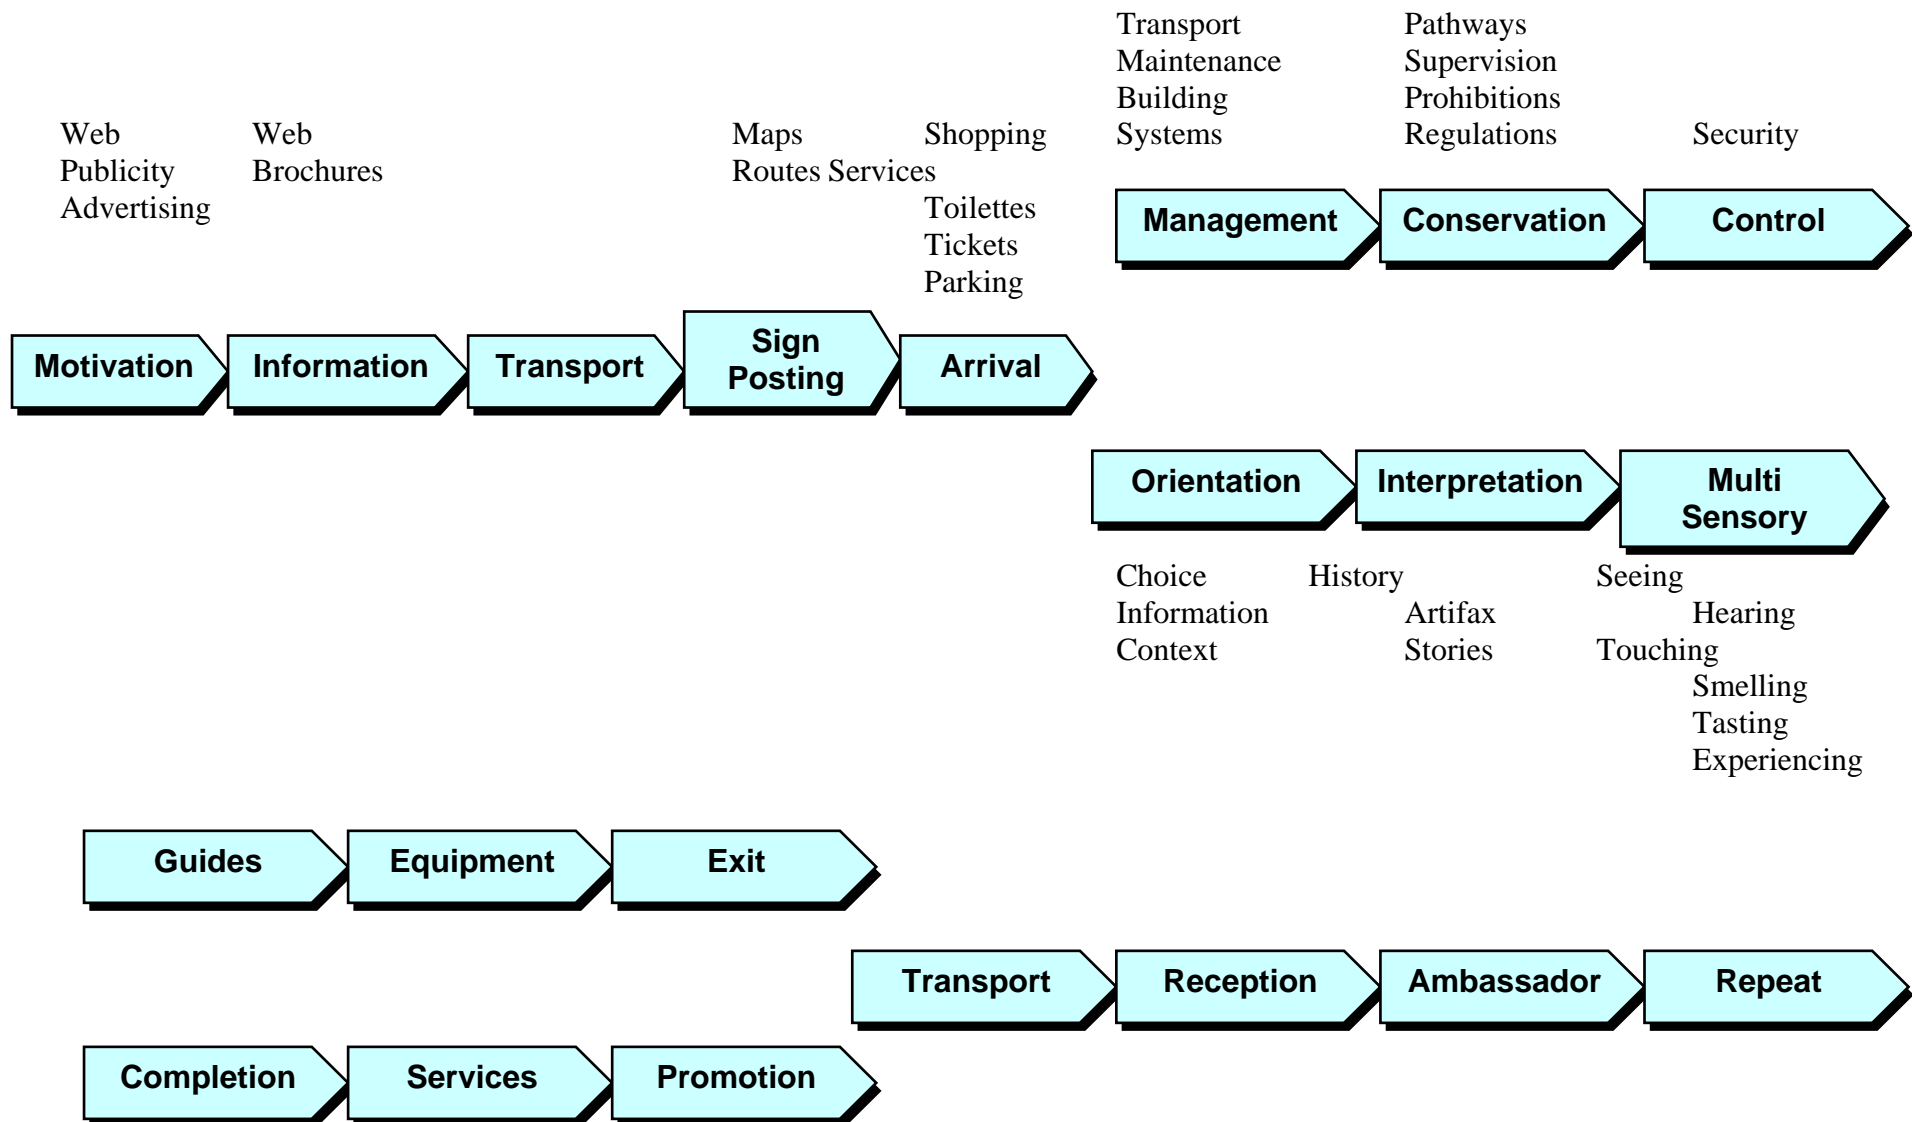 Transport
Maintenance
Building
Systems
Pathways
Supervision
Prohibitions
Regulations
Security
Web
Publicity
Advertising
Web
Brochures
Maps
Routes Services
Shopping
Toilettes
Tickets
Parking
Management
Conservation
Control
Motivation
Information
Transport
Sign
Posting
Arrival
Orientation
Interpretation
Multi
Sensory
Choice
Information
Context
History
Artifax
Stories
Seeing
Hearing
Touching
Smelling
Tasting
Experiencing
Guides
Equipment
Exit
Transport
Reception
Ambassador
Repeat
Completion
Services
Promotion